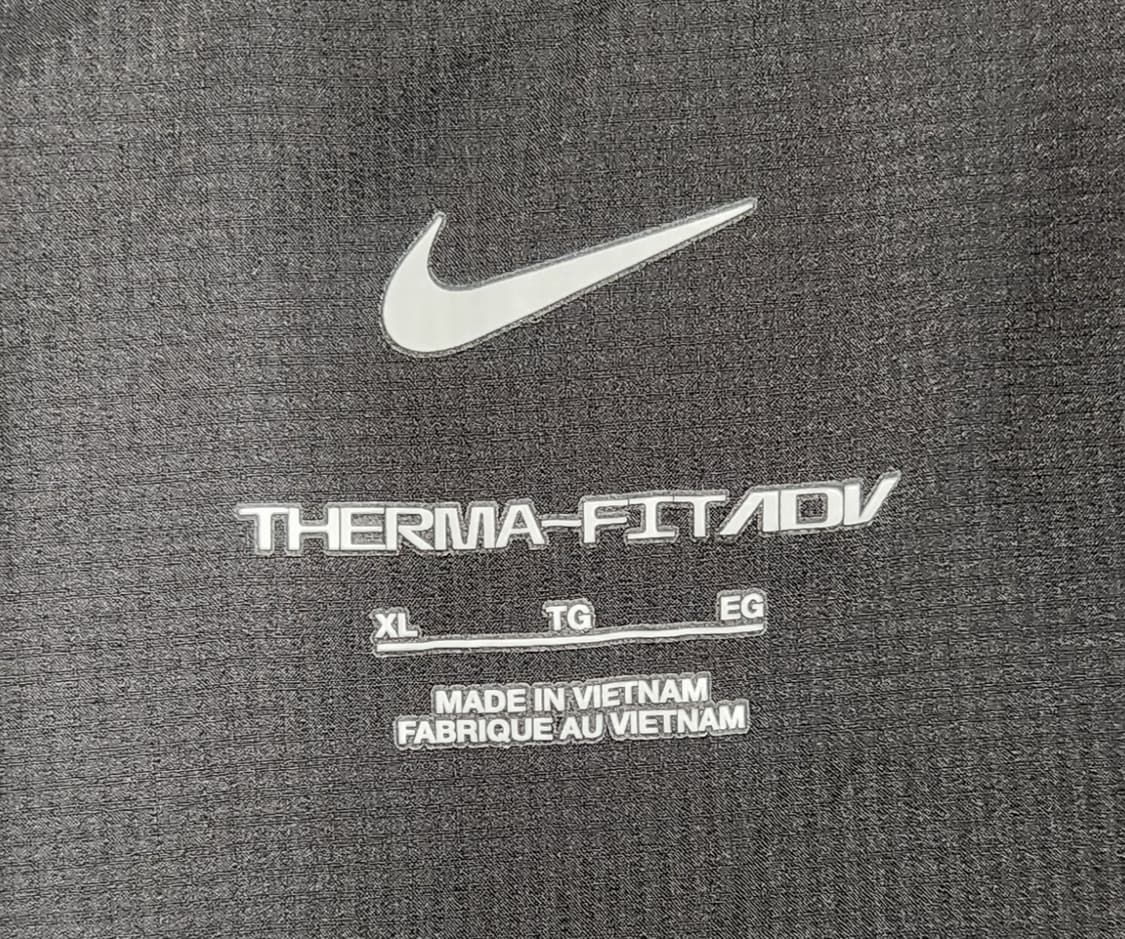 THERMA-FIT ADV
XL TG EG
MADE IN VIETNAM
FABRIQUE AU VIETNAM